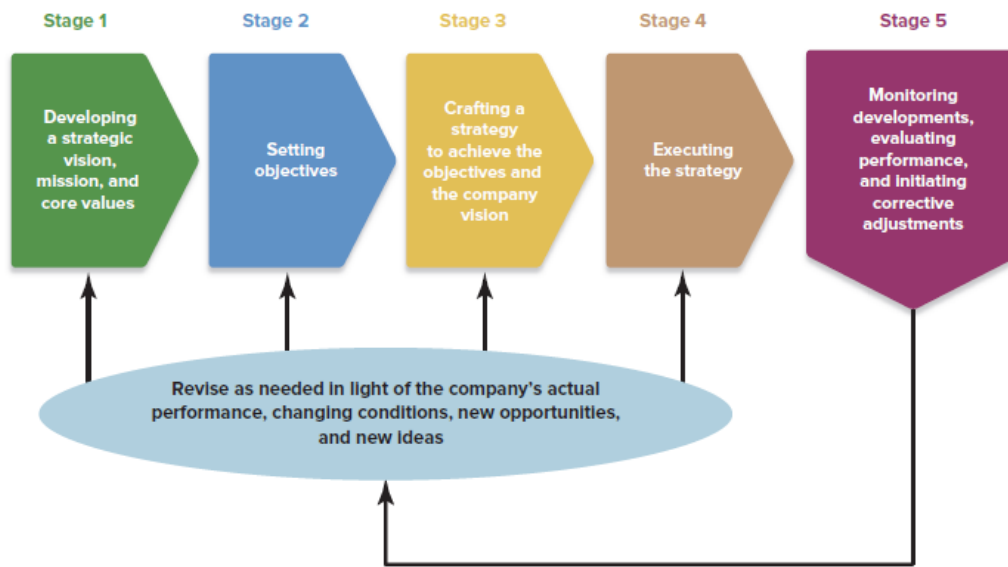 Stage 1
Stage 2
Stage 3
Stage 4
Stage 5
Developing
a strategic
vision,
mission, and
core values
Setting
objectives
Crafting a
strategy
to achieve the
objectives and
the company
vision
Executing
the strategy
Monitoring
developments,
evaluating
performance,
and initiating
corrective
adjustments
Revise as needed in light of the company’s actual
performance, changing conditions, new opportunities,
and new ideas